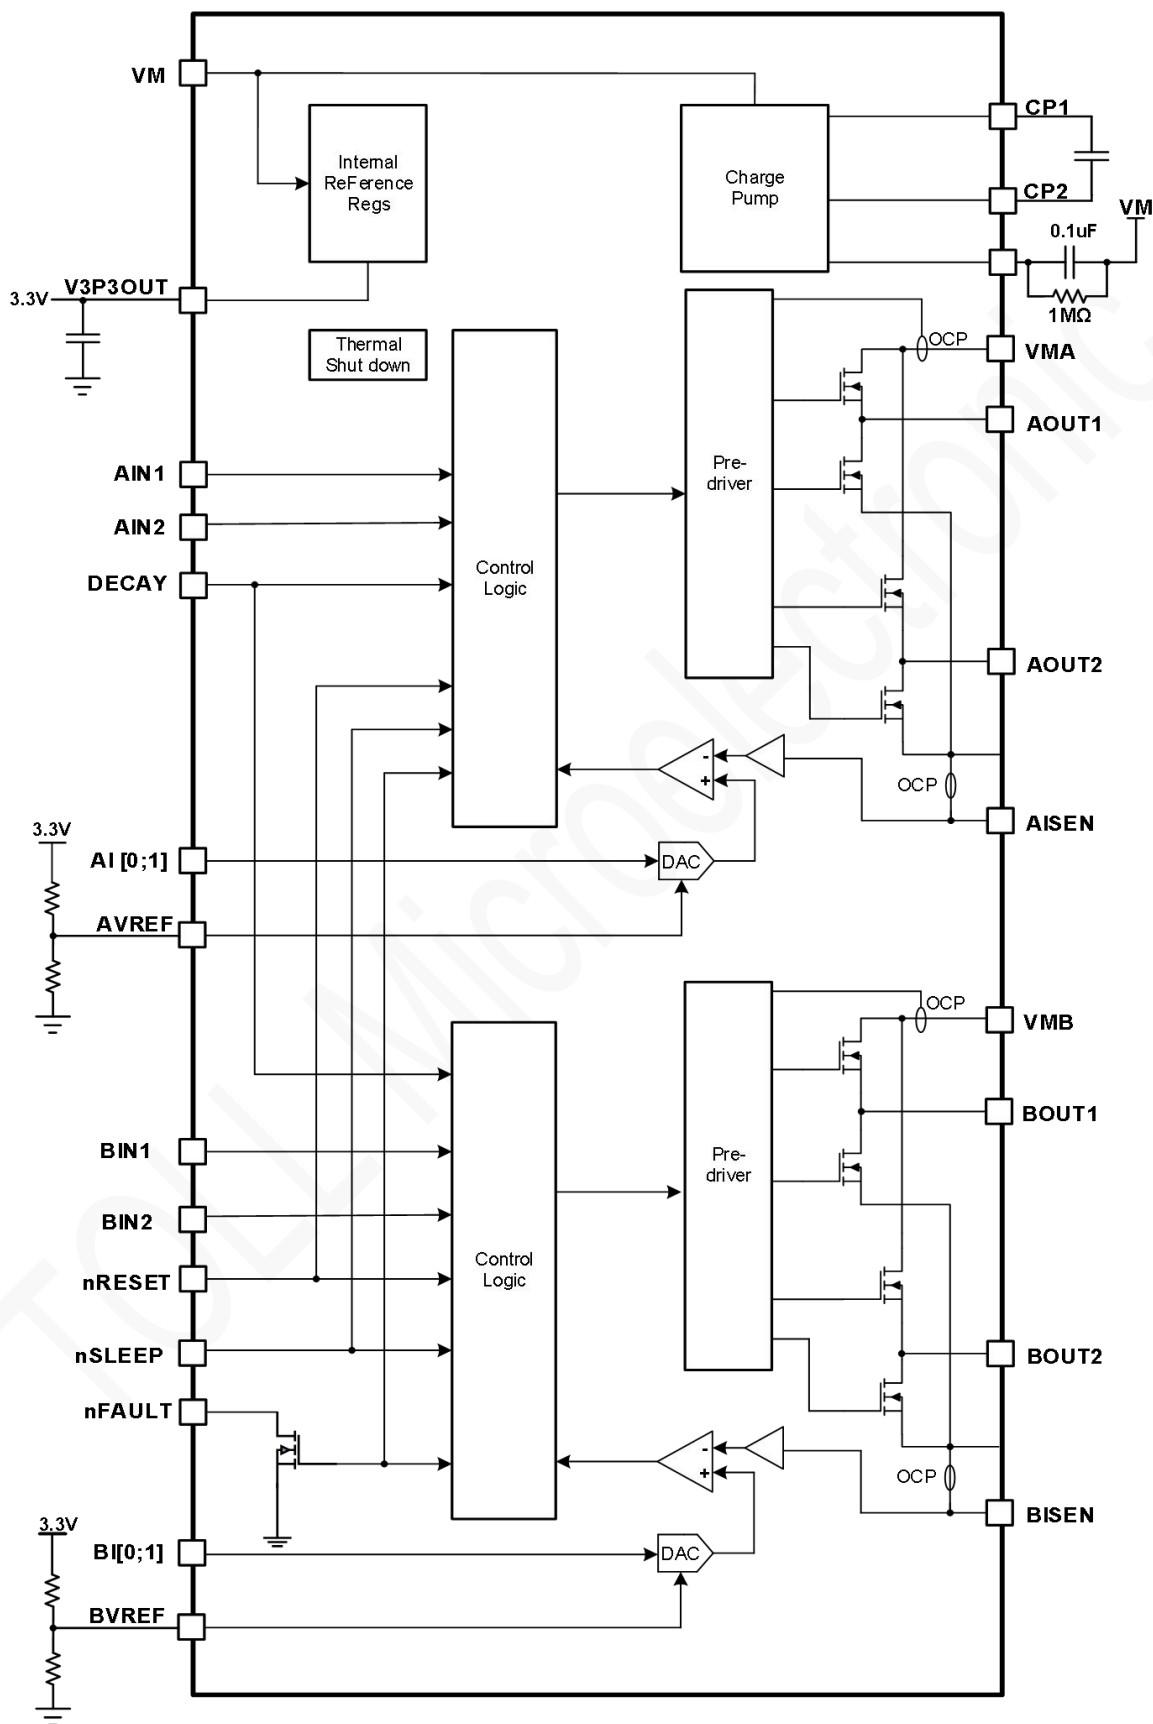 VM
CP1
Internal
ReFerence
Regs
Charge
Pump
CP2
VM
0.1uF
V3P3OUT
3.3V
1MΩ
Thermal
Shut down
OCP
VMA
AOUT1
AIN1
Pre-
driver
AIN2
Control
Logic
DECAY
AOUT2
-
+
OCP
AISEN
3.3V
AI [0;1]
DAC
AVREF
OCP
VMB
BOUT1
BIN1
Pre-
driver
BIN2
Control
Logic
nRESET
nSLEEP
BOUT2
nFAULT
-
+
OCP
BISEN
3.3V
BI[0;1]
DAC
BVREF
TOLL Microelectronic